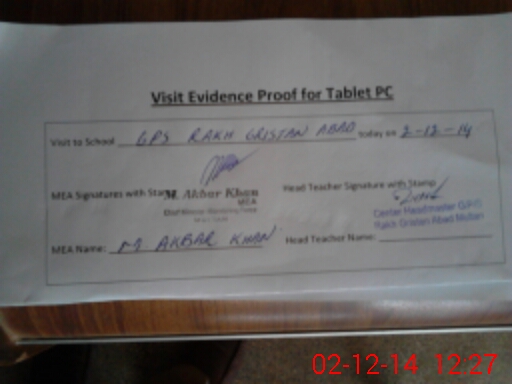 Visit Evidence Proof for Tablet PC
Visit to School GPS RAKH GRISTAN ABAD today on 2-12-14
MEA Signatures with Stamp M. Akbar Khan
MEA
Head Teacher Signature with Stamp
Center Headmaster
Rakh Gristan Abad
MEA Name: M. AKBAR KHAN
Head Teacher Name:
02-12-14 12:27